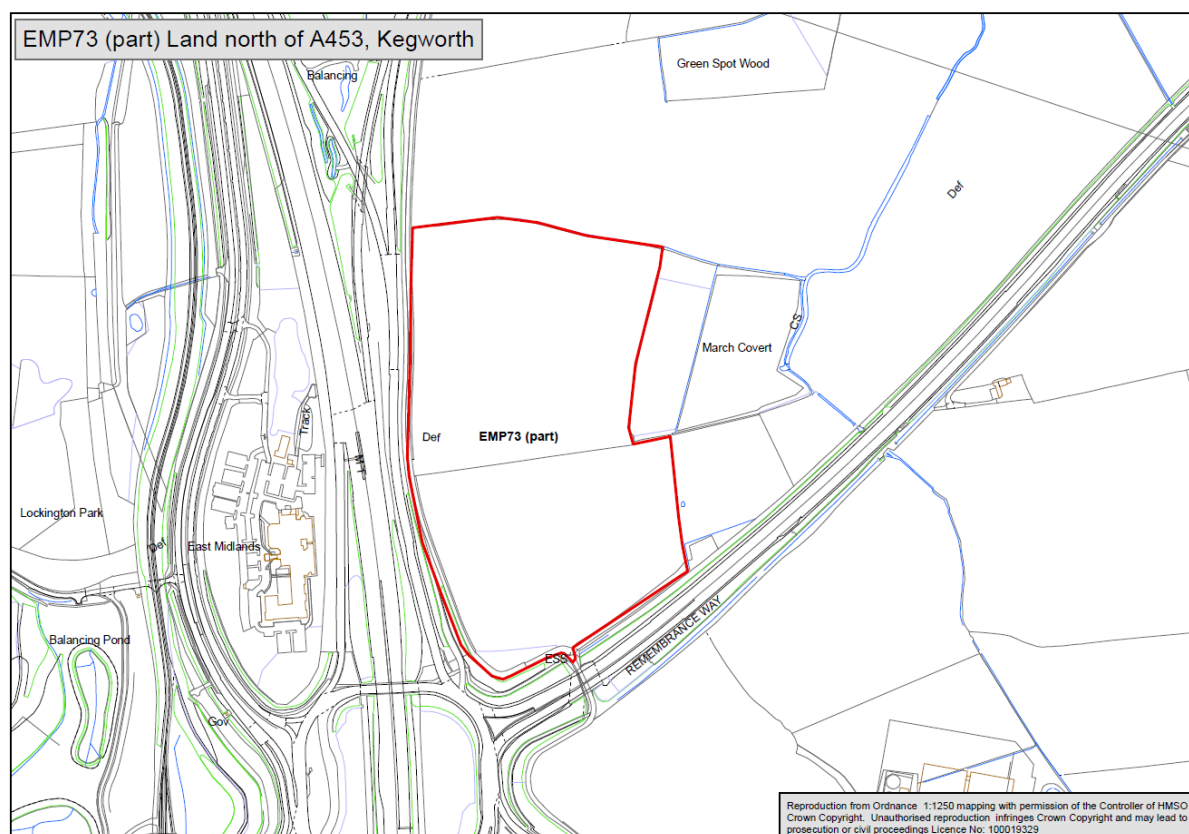 EMP73 (part) Land north of A453, Kegworth
Balancing
Green Spot Wood
Def
March Covert
CS
Track
M 1
Def
EMP73 (part)
Lockington Park
Def
East Midlands
REMEMBRANCE WAY
Balancing Pond
ESS
Gov
Reproduction from Ordnance 1:1250 mapping with permission of the Controller of HMSO
Crown Copyright. Unauthorised reproduction infringes Crown Copyright and may lead to
prosecution or civil proceedings Licence No: 100019329